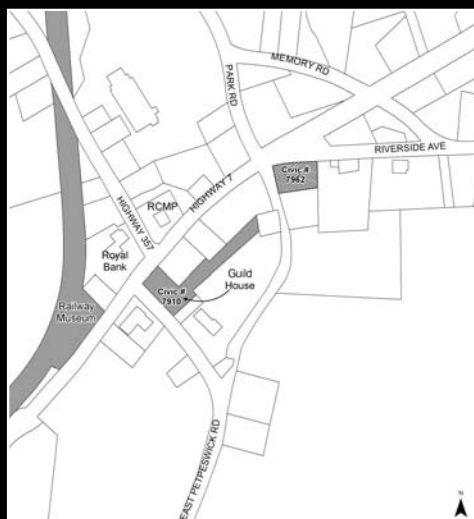 MEMORY RD
PARK RD
RIVERSIDE AVE
Civic #
7962
HIGHWAY 7
RCMP
HIGHWAY 357
Royal
Bank
Guild
House
Civic #
7910
Railway
Museum
EAST PETPESWICK RD
N